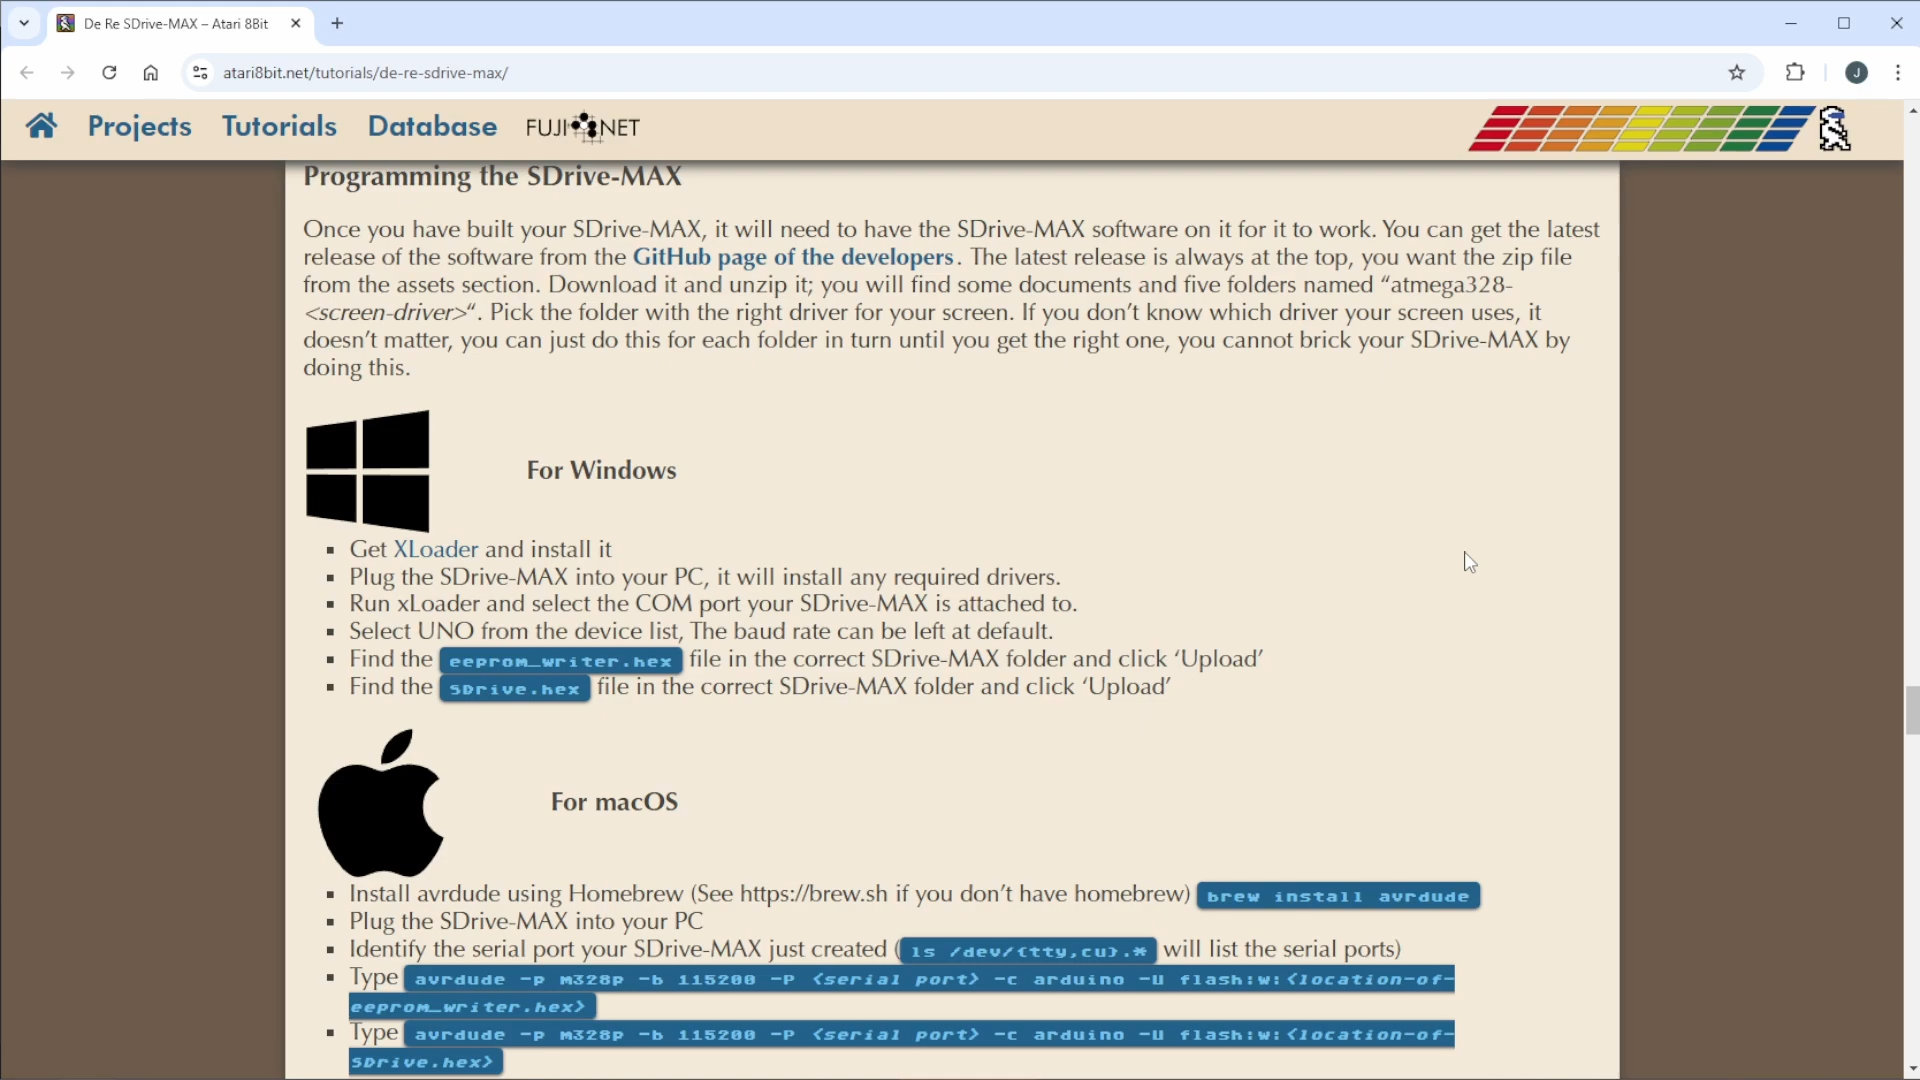 De Re SDrive-MAX – Atari 8Bit
atari8bit.net/tutorials/de-re-sdrive-max/
J
Projects Tutorials Database FUJINET
Programming the SDrive-MAX
Once you have built your SDrive-MAX, it will need to have the SDrive-MAX software on it for it to work. You can get the latest
release of the software from the GitHub page of the developers. The latest release is always at the top, you want the zip file
from the assets section. Download it and unzip it; you will find some documents and five folders named “atmega328-
<screen-driver>“. Pick the folder with the right driver for your screen. If you don’t know which driver your screen uses, it
doesn’t matter, you can just do this for each folder in turn until you get the right one, you cannot brick your SDrive-MAX by
doing this.
For Windows
Get XLoader and install it
Plug the SDrive-MAX into your PC, it will install any required drivers.
Run xLoader and select the COM port your SDrive-MAX is attached to.
Select UNO from the device list, The baud rate can be left at default.
Find the eeprom_writer.hex file in the correct SDrive-MAX folder and click ‘Upload’
Find the SDrive.hex file in the correct SDrive-MAX folder and click ‘Upload’
For macOS
Install avrdude using Homebrew (See https://brew.sh if you don’t have homebrew) brew install avrdude
Plug the SDrive-MAX into your PC
Identify the serial port your SDrive-MAX just created (ls /dev/{tty,cu}.* will list the serial ports)
Type avrdude -p m328p -b 115200 -P <serial port> -c arduino -U flash:w:<location-of-
eeprom_writer.hex>
Type avrdude -p m328p -b 115200 -P <serial port> -c arduino -U flash:w:<location-of-
SDrive.hex>